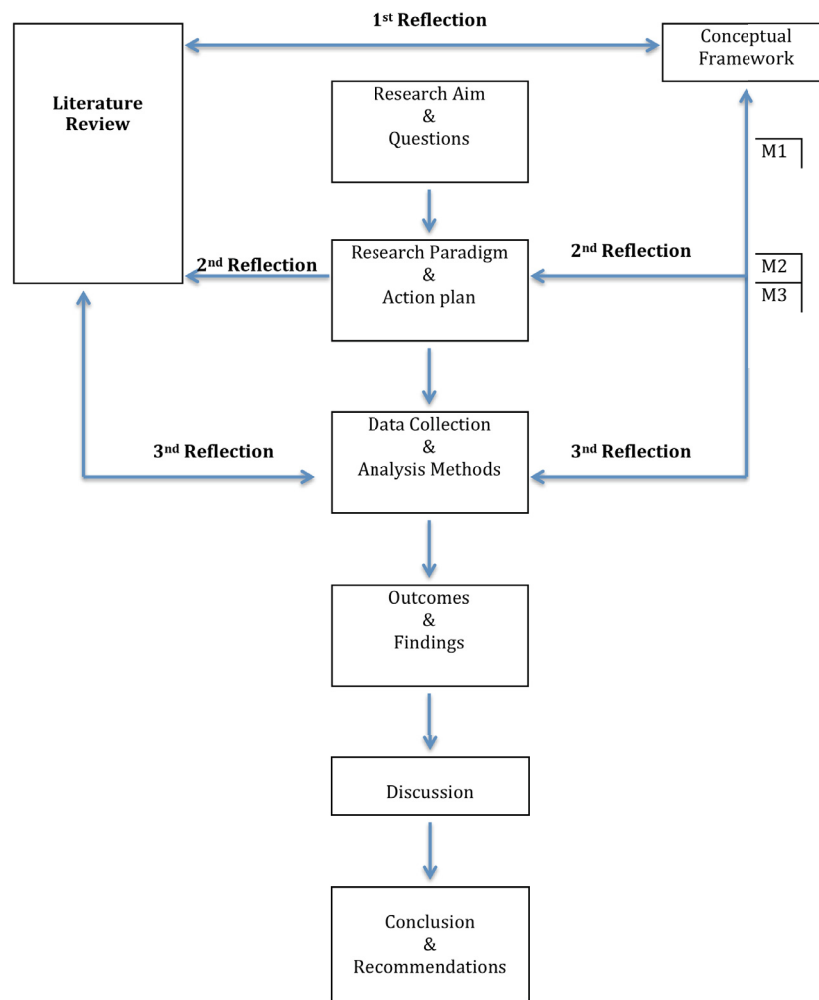 1st Reflection
Conceptual
Framework
Literature
Review
Research Aim
&
Questions
M1
Research Paradigm
&
Action plan
2nd Reflection
2nd Reflection
M2
M3
Data Collection
&
Analysis Methods
3nd Reflection
3nd Reflection
Outcomes
&
Findings
Discussion
Conclusion
&
Recommendations